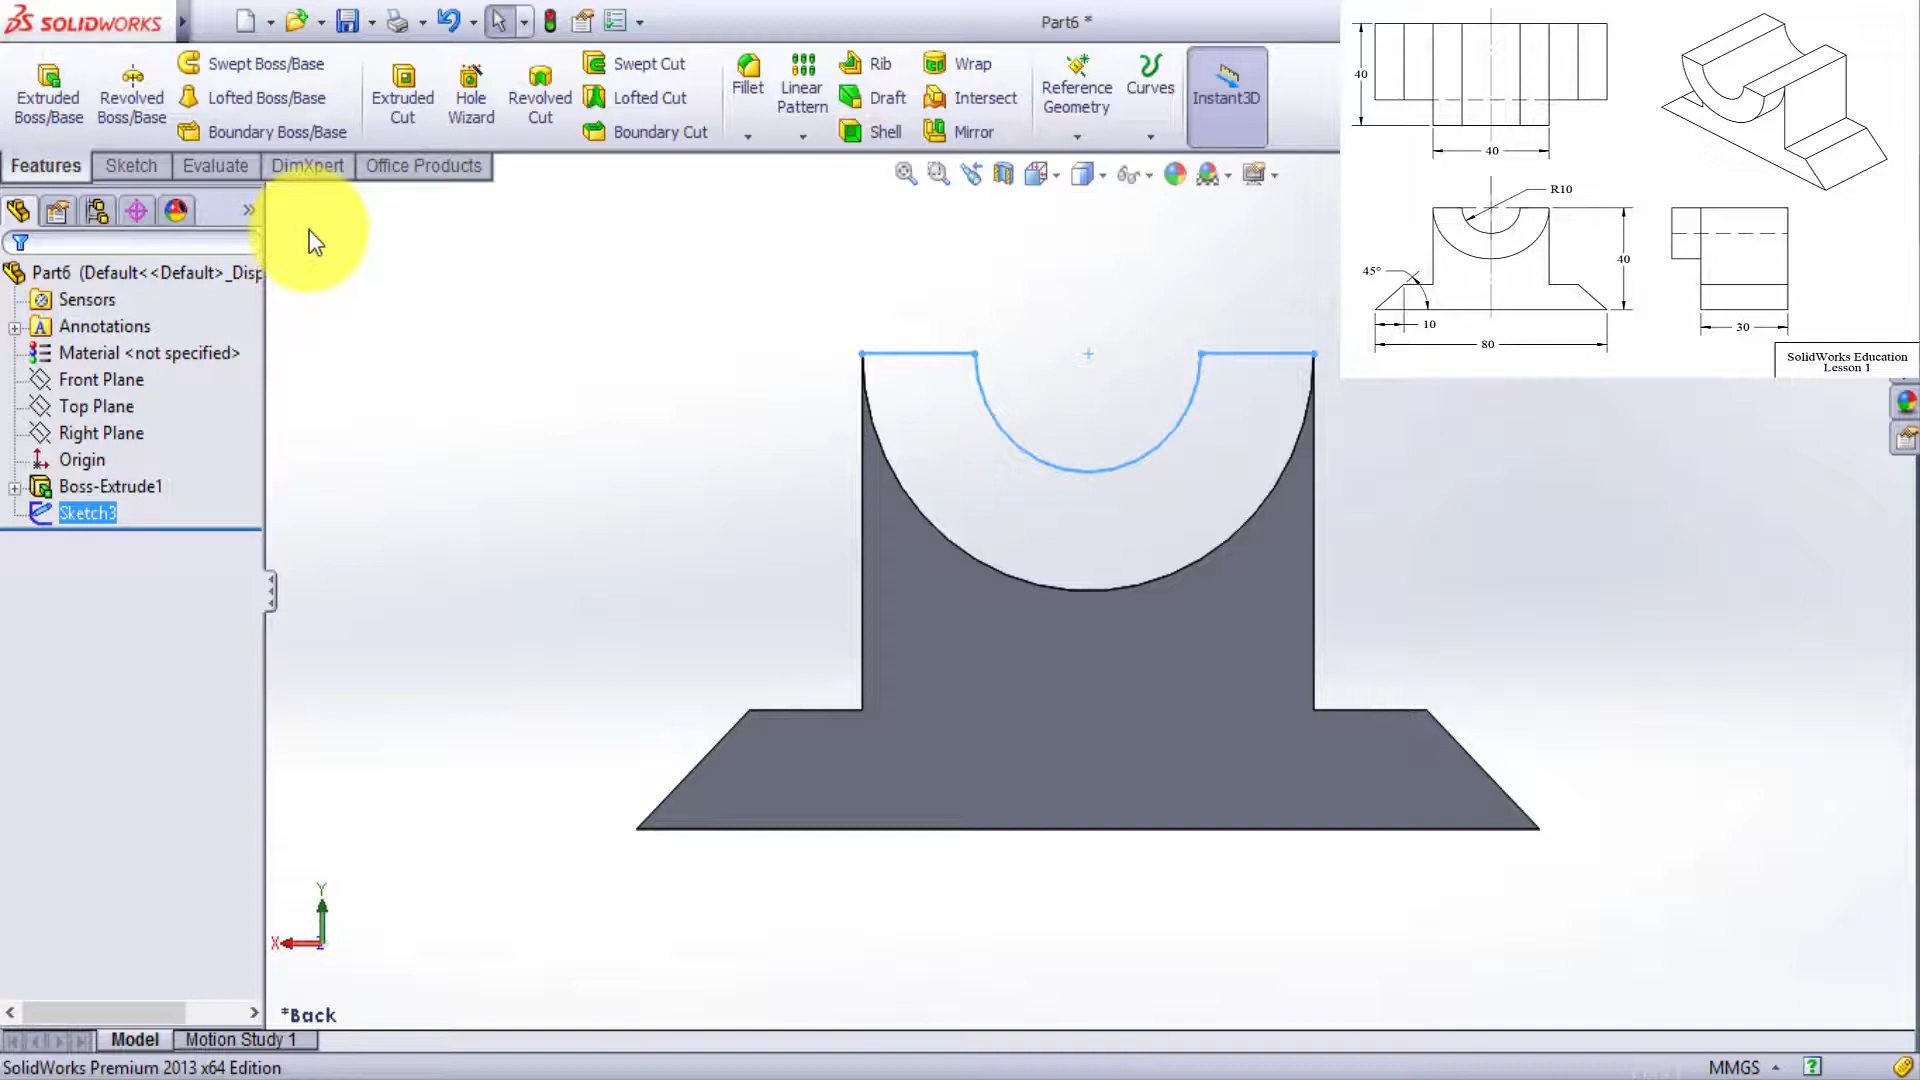 SOLIDWORKS
Part6 *
Extruded Boss/Base
Revolved Boss/Base
Swept Boss/Base
Lofted Boss/Base
Boundary Boss/Base
Extruded Cut
Hole Wizard
Revolved Cut
Swept Cut
Lofted Cut
Boundary Cut
Fillet
Linear Pattern
Rib
Draft
Shell
Wrap
Intersect
Mirror
Reference Geometry
Curves
Instant3D
Features
Sketch
Evaluate
DimXpert
Office Products
Part6 (Default<<Default>_Disp
Sensors
A
Annotations
Material <not specified>
Front Plane
Top Plane
Right Plane
Origin
Boss-Extrude1
Sketch3
40
40
R10
45°
10
80
40
30
SolidWorks Education
Lesson 1
Y
X
Z
*Back
Model
Motion Study 1
SolidWorks Premium 2013 x64 Edition
MMGS
?